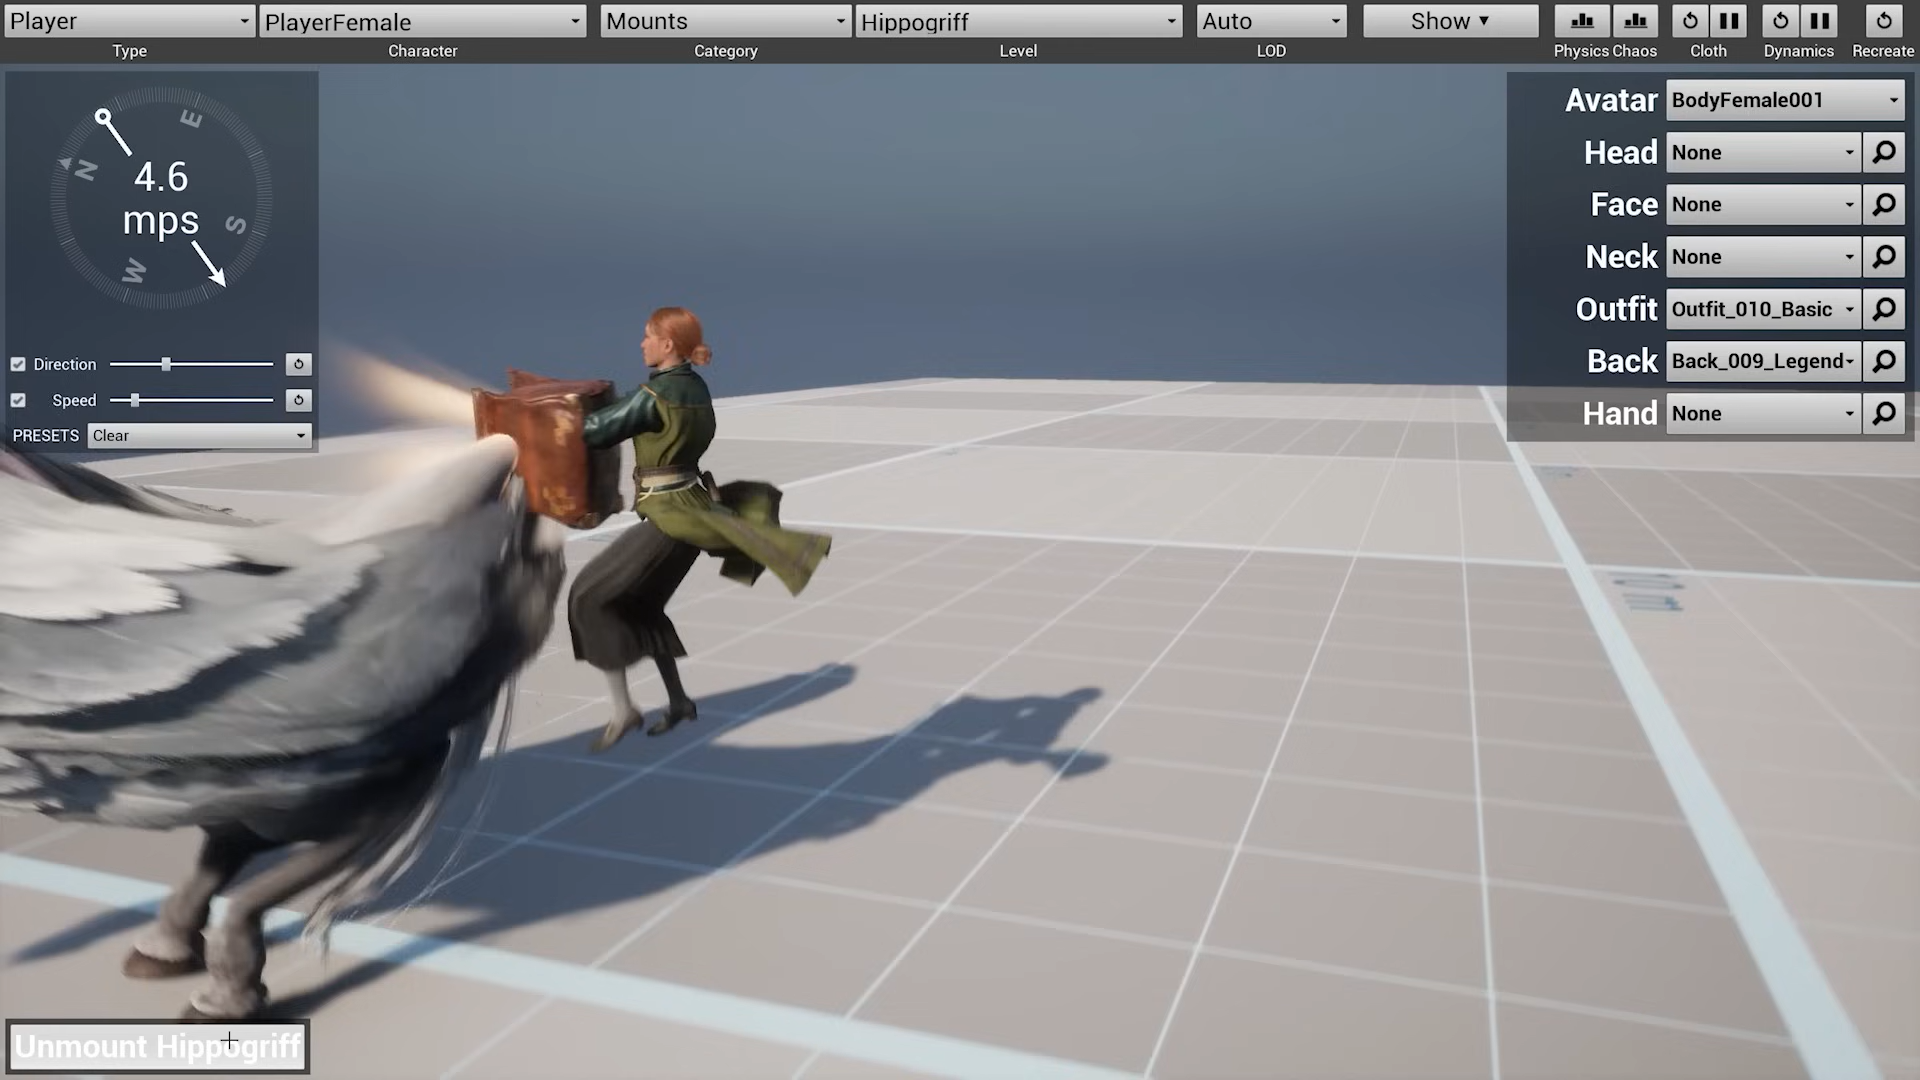 Player PlayerFemale Mounts Hippogriff Auto Show ▼
Type Character Category Level LOD Physics Chaos Cloth Dynamics Recreate
N E S W
4.6
mps
Direction
Speed
PRESETS Clear
Avatar BodyFemale001
Head None
Face None
Neck None
Outfit Outfit_010_Basic
Back Back_009_Legend
Hand None
10m
Unmount Hippogriff